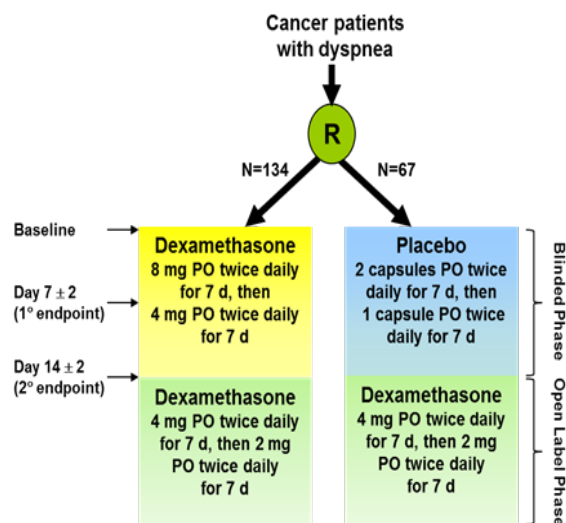 Cancer patients
with dyspnea
R
N=134
N=67
Baseline
Day 7 ± 2
(1° endpoint)
Day 14 ± 2
(2° endpoint)
Dexamethasone
8 mg PO twice daily
for 7 d, then
4 mg PO twice daily
for 7 d
Placebo
2 capsules PO twice
daily for 7 d, then
1 capsule PO twice
daily for 7 d
Blinded Phase
Dexamethasone
4 mg PO twice daily
for 7 d, then 2 mg
PO twice daily
for 7 d
Dexamethasone
4 mg PO twice daily
for 7 d, then 2 mg
PO twice daily
for 7 d
Open Label Phase